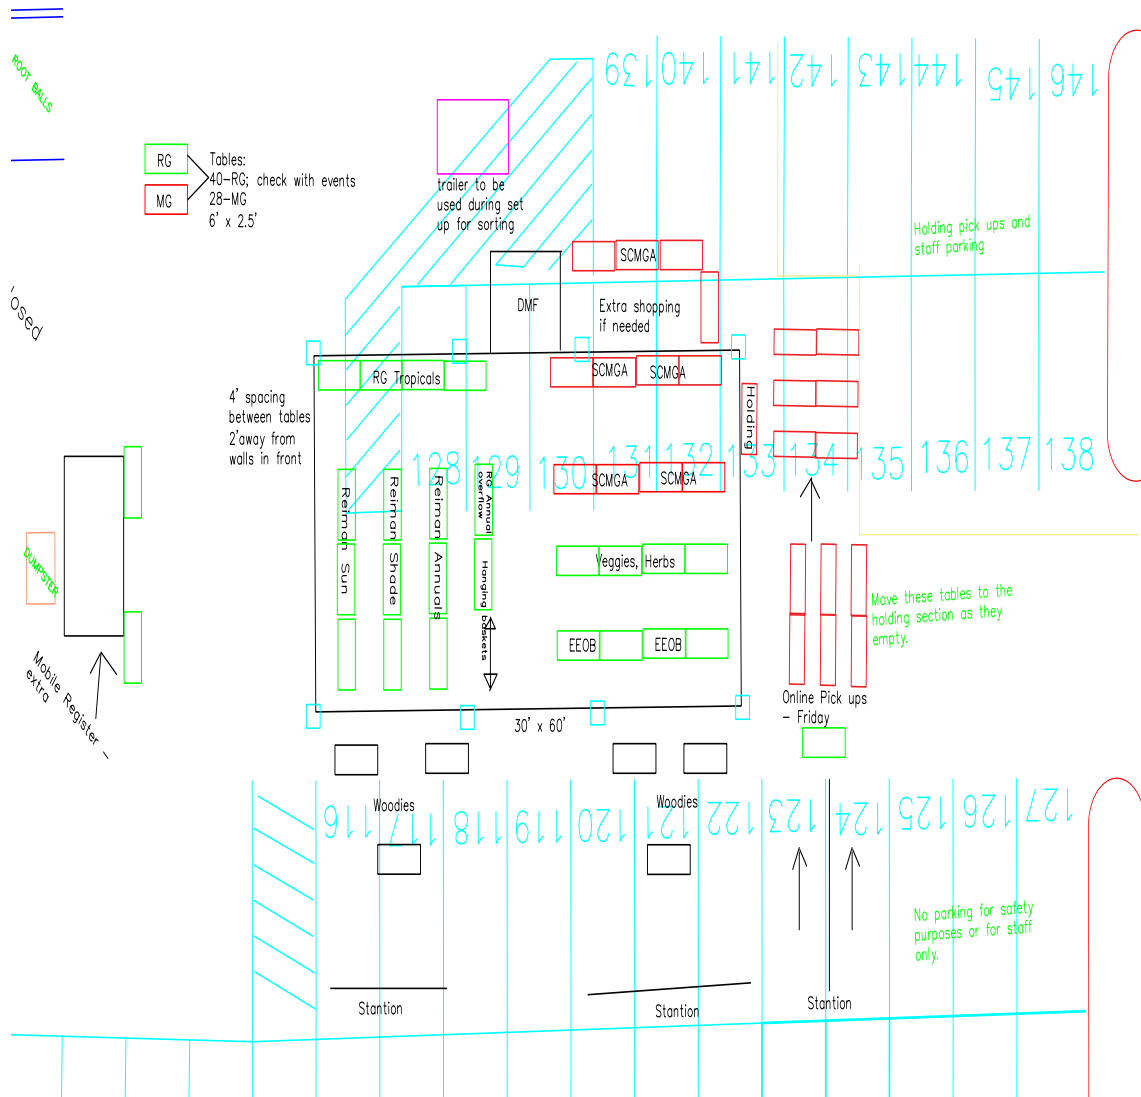 ROOT BALLS
139
140
141
142
143
144
145
146
RG
MG
Tables:
40-RG; check with events
28-MG
6' x 2.5'
trailer to be
used during set
up for sorting
Holding pick ups and
staff parking
SCMGA
DMF
Extra shopping
if needed
RG Tropicals
SCMGA
SCMGA
Holding
4' spacing
between tables
2'away from
walls in front
128
129
130
131
132
133
134
135
136
137
138
SCMGA
SCMGA
Reiman Sun
Reiman Shade
Reiman Annuals
RG Annual
overflow
Hanging baskets
Veggies, Herbs
EEOB
EEOB
DUMPSTER
Mobile Register -
extra
Move these tables to the
holding section as they
empty.
Online Pick ups
- Friday
30' x 60'
Woodies
Woodies
116
117
118
119
120
121
122
123
124
125
126
127
No parking for safety
purposes or for staff
only.
Stantion
Stantion
Stantion